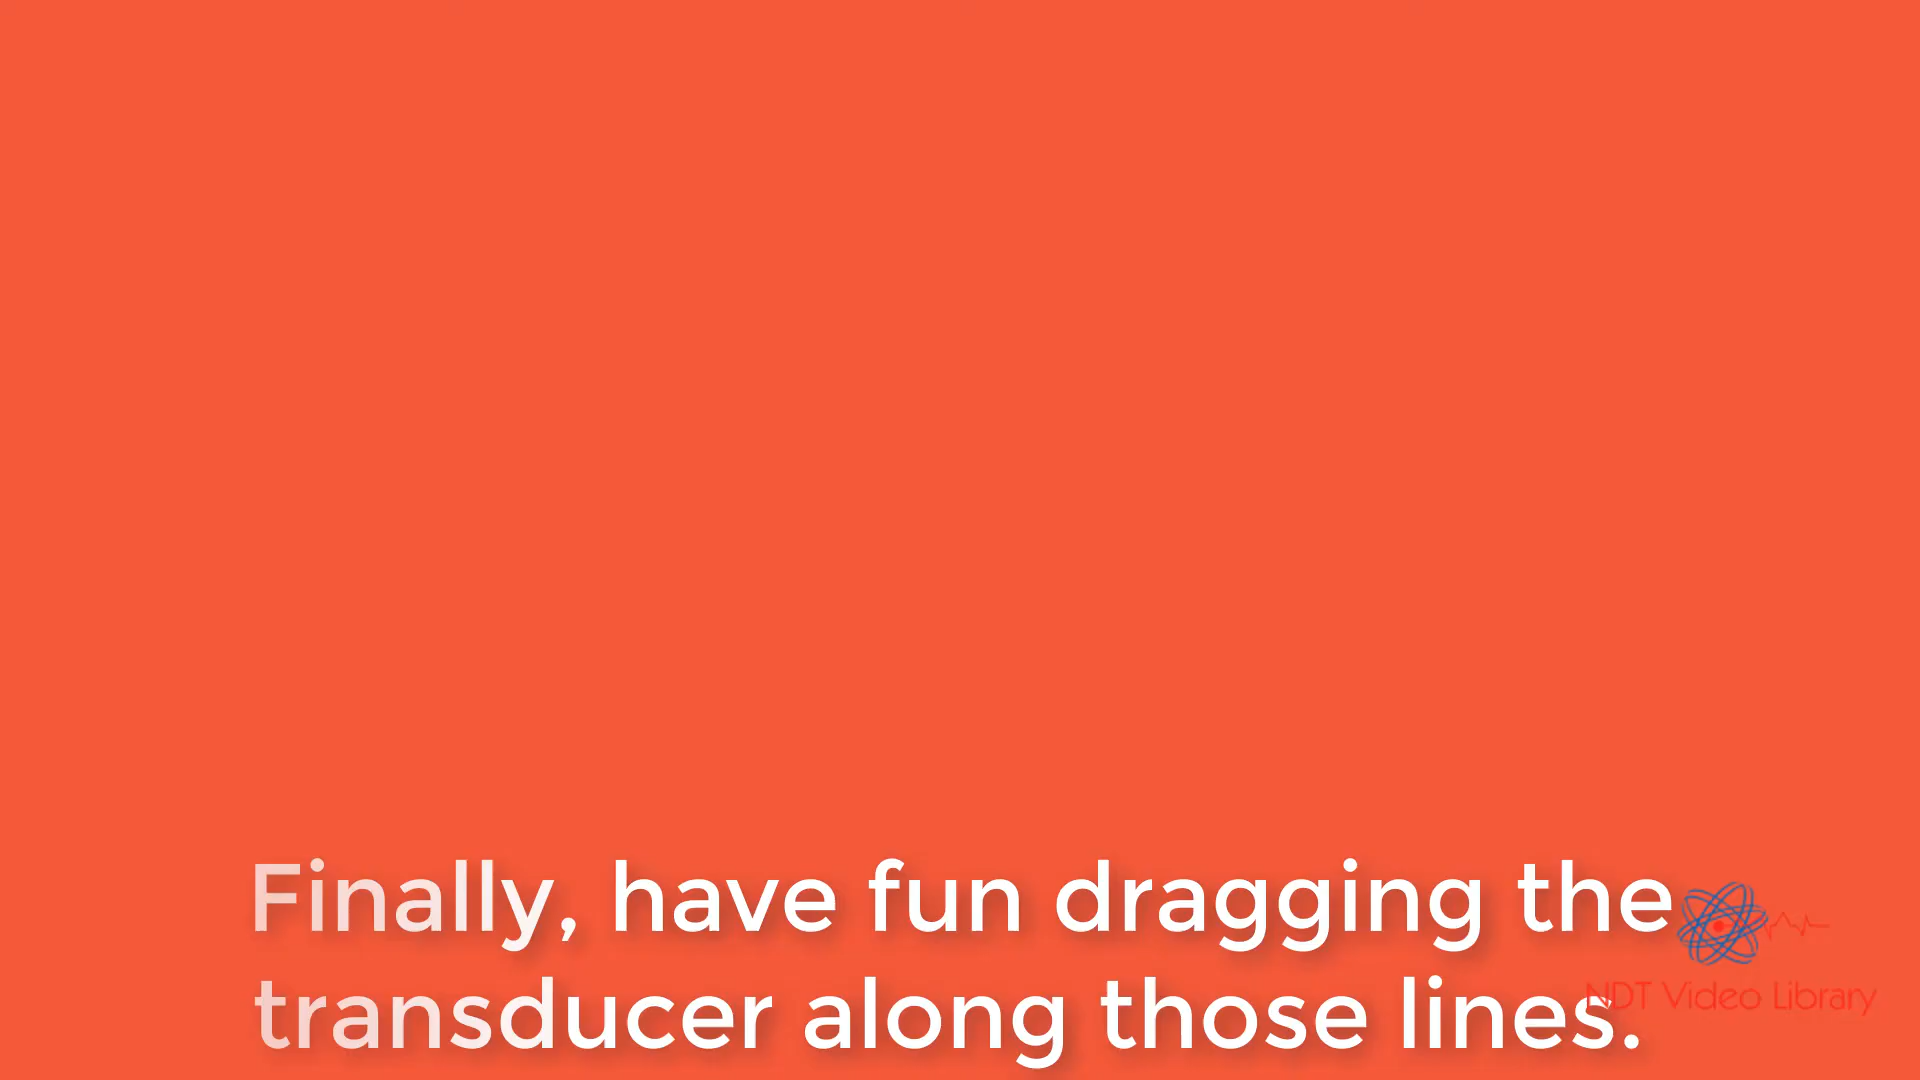 Finally, have fun dragging the
transducer along those lines.
NDT Video Library